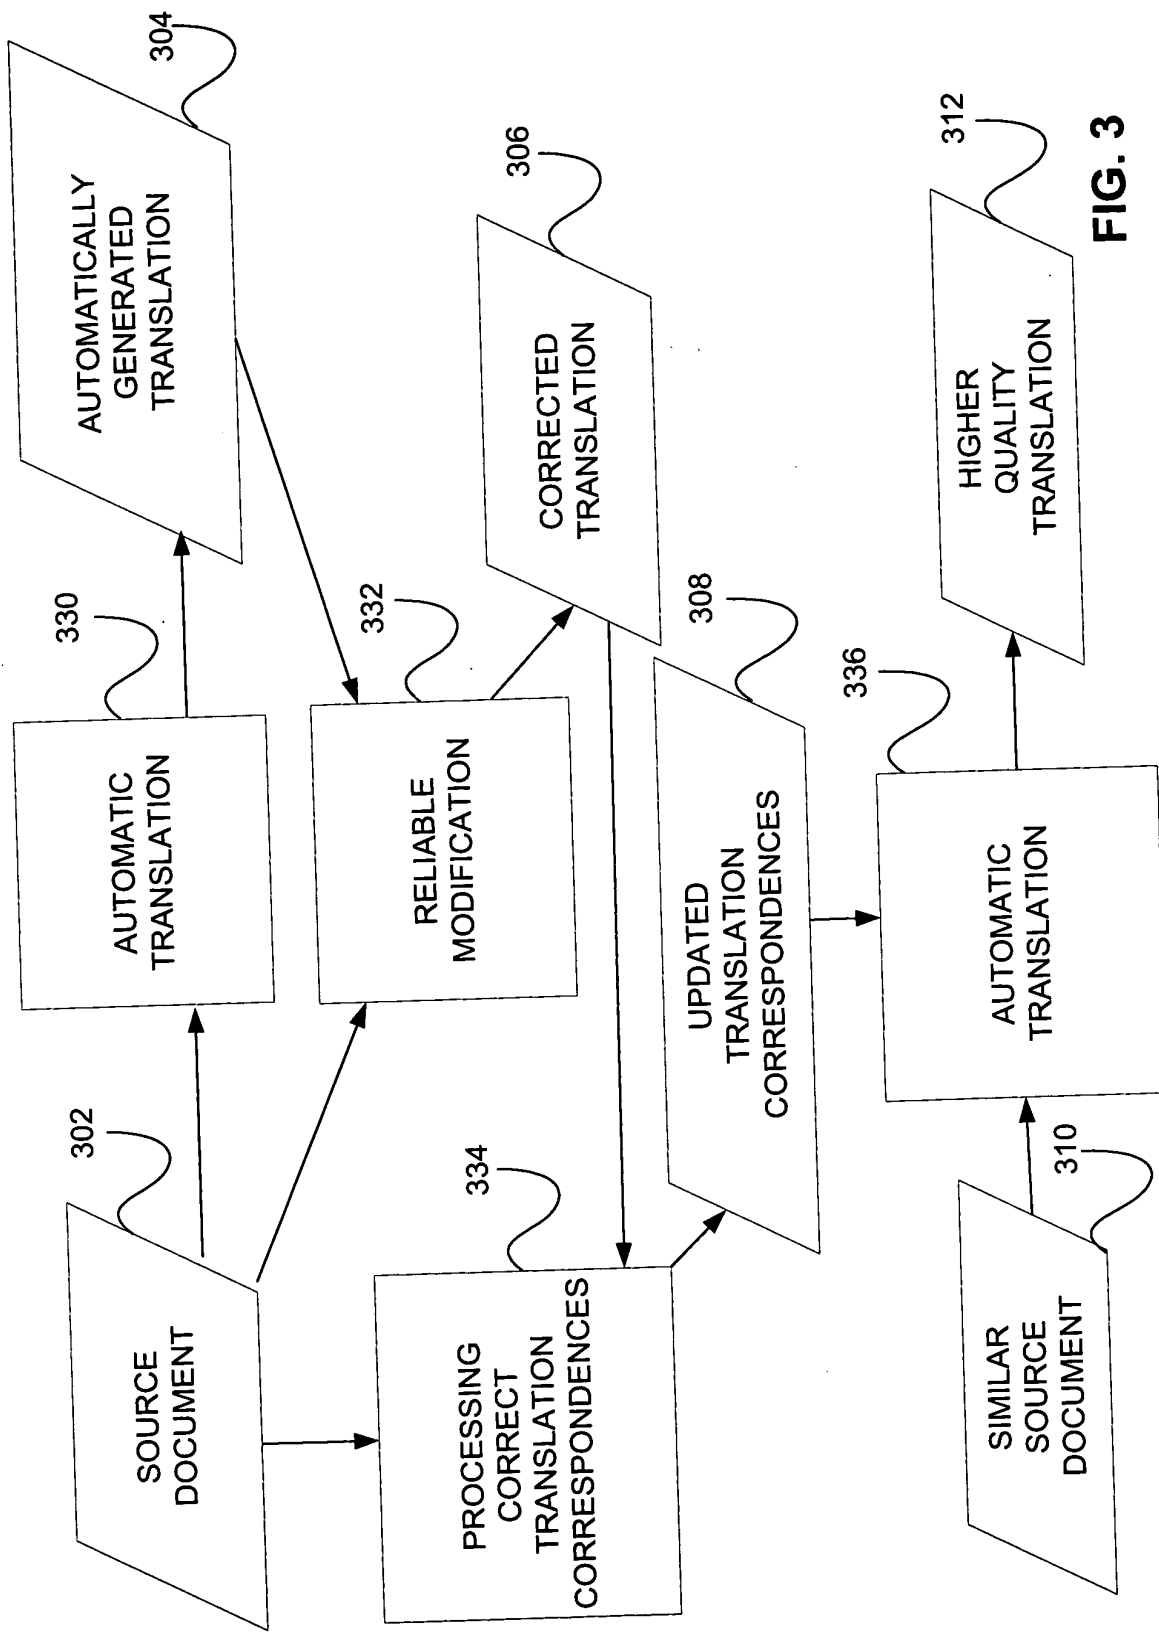 302
SOURCE
DOCUMENT
330
AUTOMATIC
TRANSLATION
304
AUTOMATICALLY
GENERATED
TRANSLATION
332
RELIABLE
MODIFICATION
306
CORRECTED
TRANSLATION
334
PROCESSING
CORRECT
TRANSLATION
CORRESPONDENCES
308
UPDATED
TRANSLATION
CORRESPONDENCES
310
SIMILAR
SOURCE
DOCUMENT
336
AUTOMATIC
TRANSLATION
312
HIGHER
QUALITY
TRANSLATION
FIG. 3